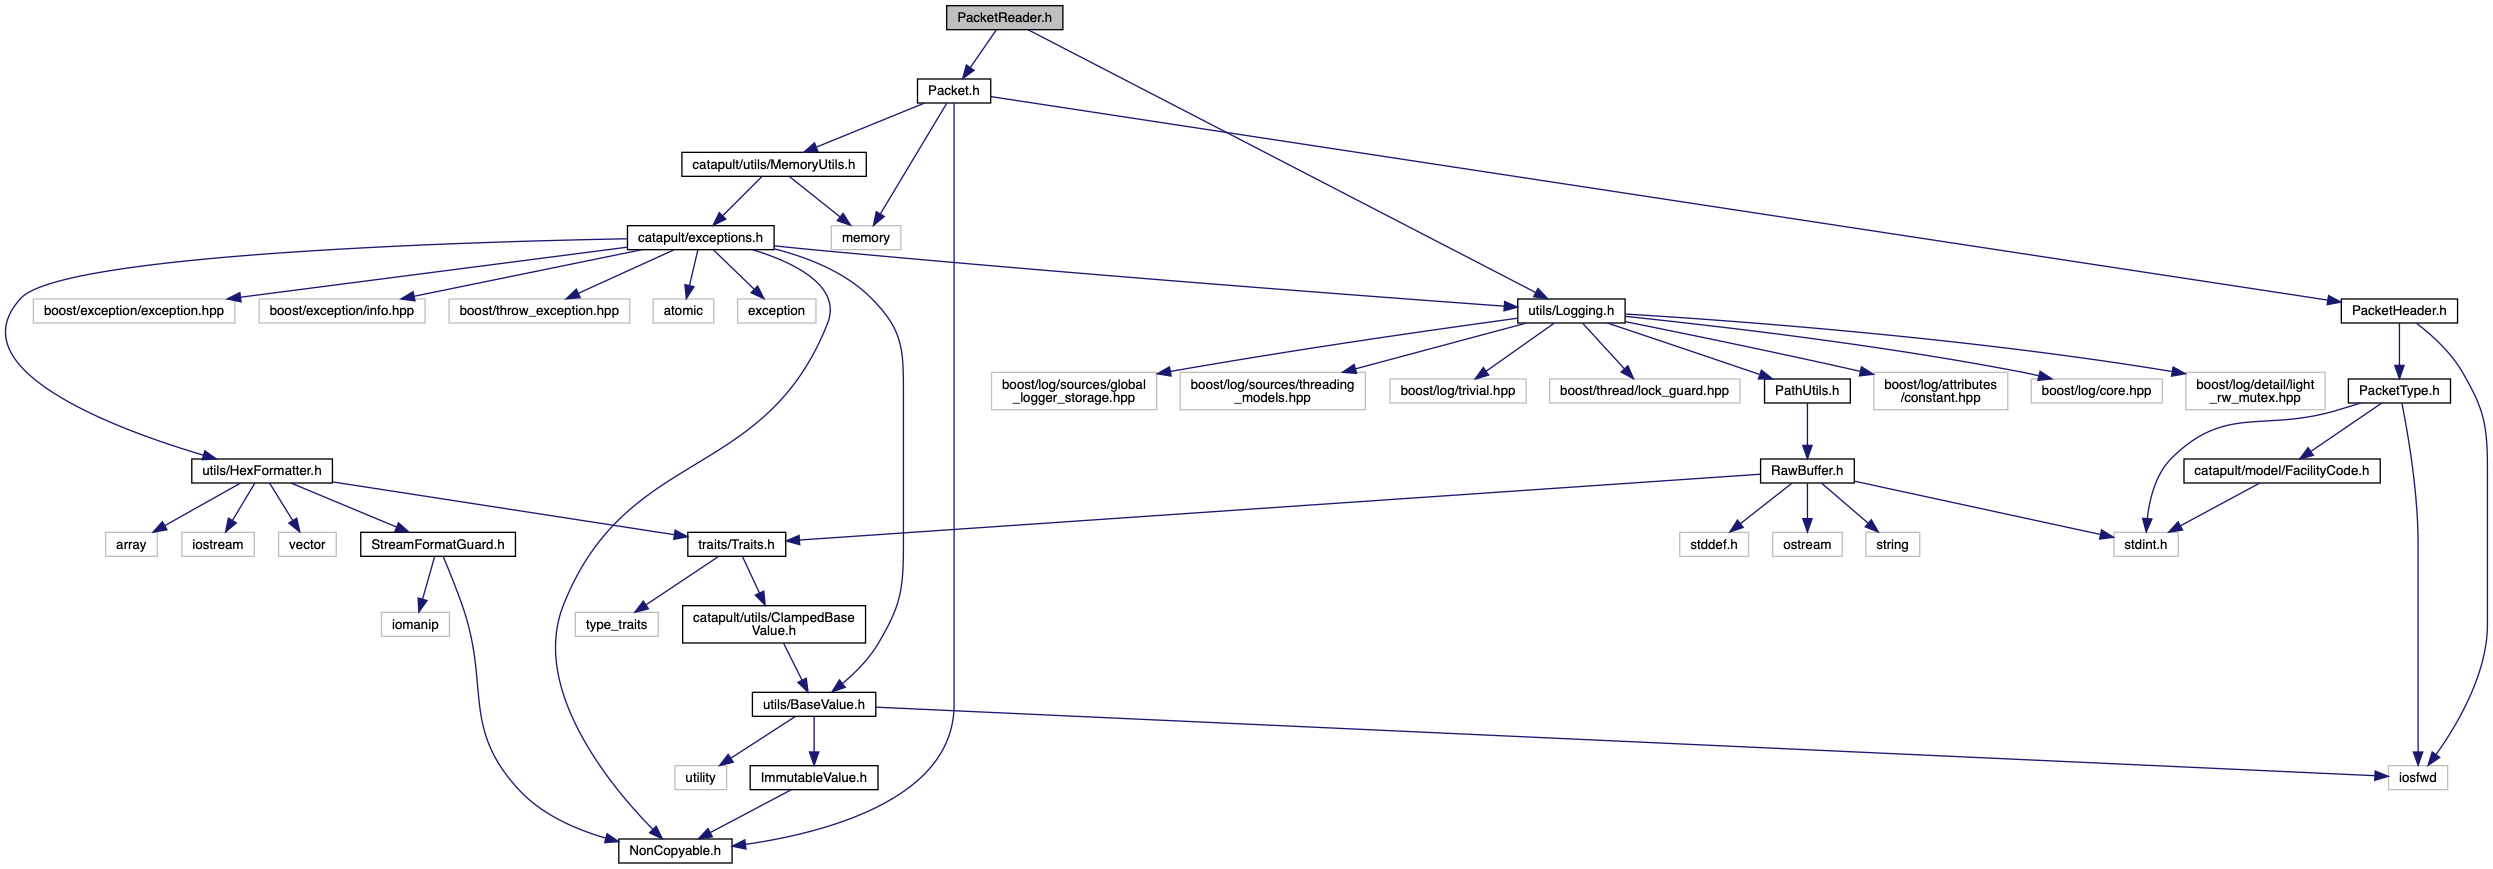 PacketReader.h
Packet.h
catapult/utils/MemoryUtils.h
catapult/exceptions.h
memory
boost/exception/exception.hpp
boost/exception/info.hpp
boost/throw_exception.hpp
atomic
exception
utils/Logging.h
PacketHeader.h
boost/log/sources/global
_logger_storage.hpp
boost/log/sources/threading
_models.hpp
boost/log/trivial.hpp
boost/thread/lock_guard.hpp
PathUtils.h
boost/log/attributes
/constant.hpp
boost/log/core.hpp
boost/log/detail/light
_rw_mutex.hpp
PacketType.h
utils/HexFormatter.h
RawBuffer.h
catapult/model/FacilityCode.h
array
iostream
vector
StreamFormatGuard.h
traits/Traits.h
stddef.h
ostream
string
stdint.h
iomanip
type_traits
catapult/utils/ClampedBase
Value.h
utils/BaseValue.h
utility
ImmutableValue.h
iosfwd
NonCopyable.h